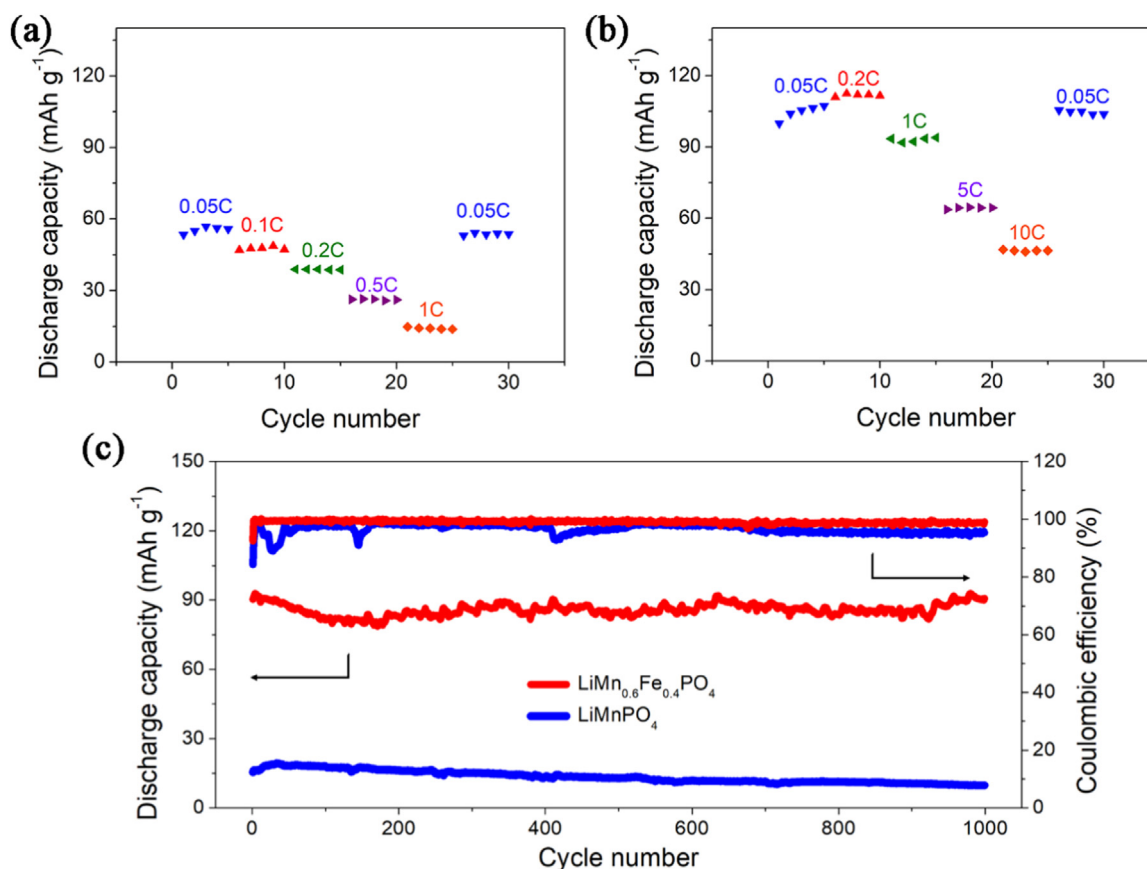 (a)
Discharge capacity (mAh g⁻¹)
120
90
60
30
0
0.05C
0.1C
0.2C
0.5C
1C
0.05C
0
10
20
30
Cycle number
(b)
Discharge capacity (mAh g⁻¹)
120
90
60
30
0
0.05C
0.2C
1C
5C
10C
0.05C
0
10
20
30
Cycle number
(c)
Discharge capacity (mAh g⁻¹)
150
120
90
60
30
0
LiMn₀.₆Fe₀.₄PO₄
LiMnPO₄
120
100
80
60
40
20
0
Coulombic efficiency (%)
0
200
400
600
800
1000
Cycle number